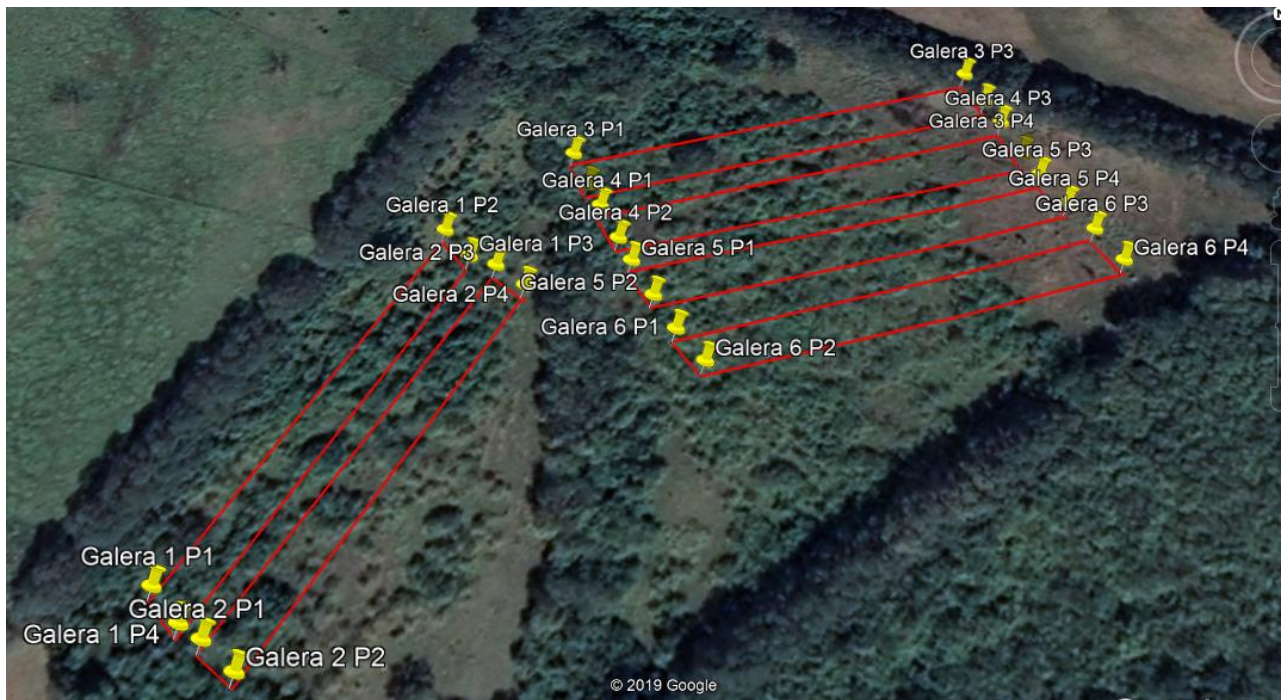 Galera 3 P3
Galera 4 P3
Galera 3 P4
Galera 3 P1
Galera 5 P3
Galera 4 P1
Galera 5 P4
Galera 1 P2
Galera 4 P2
Galera 6 P3
Galera 2 P3
Galera 1 P3
Galera 5 P1
Galera 6 P4
Galera 2 P4
Galera 5 P2
Galera 6 P1
Galera 6 P2
Galera 1 P1
Galera 2 P1
Galera 1 P4
Galera 2 P2
© 2019 Google